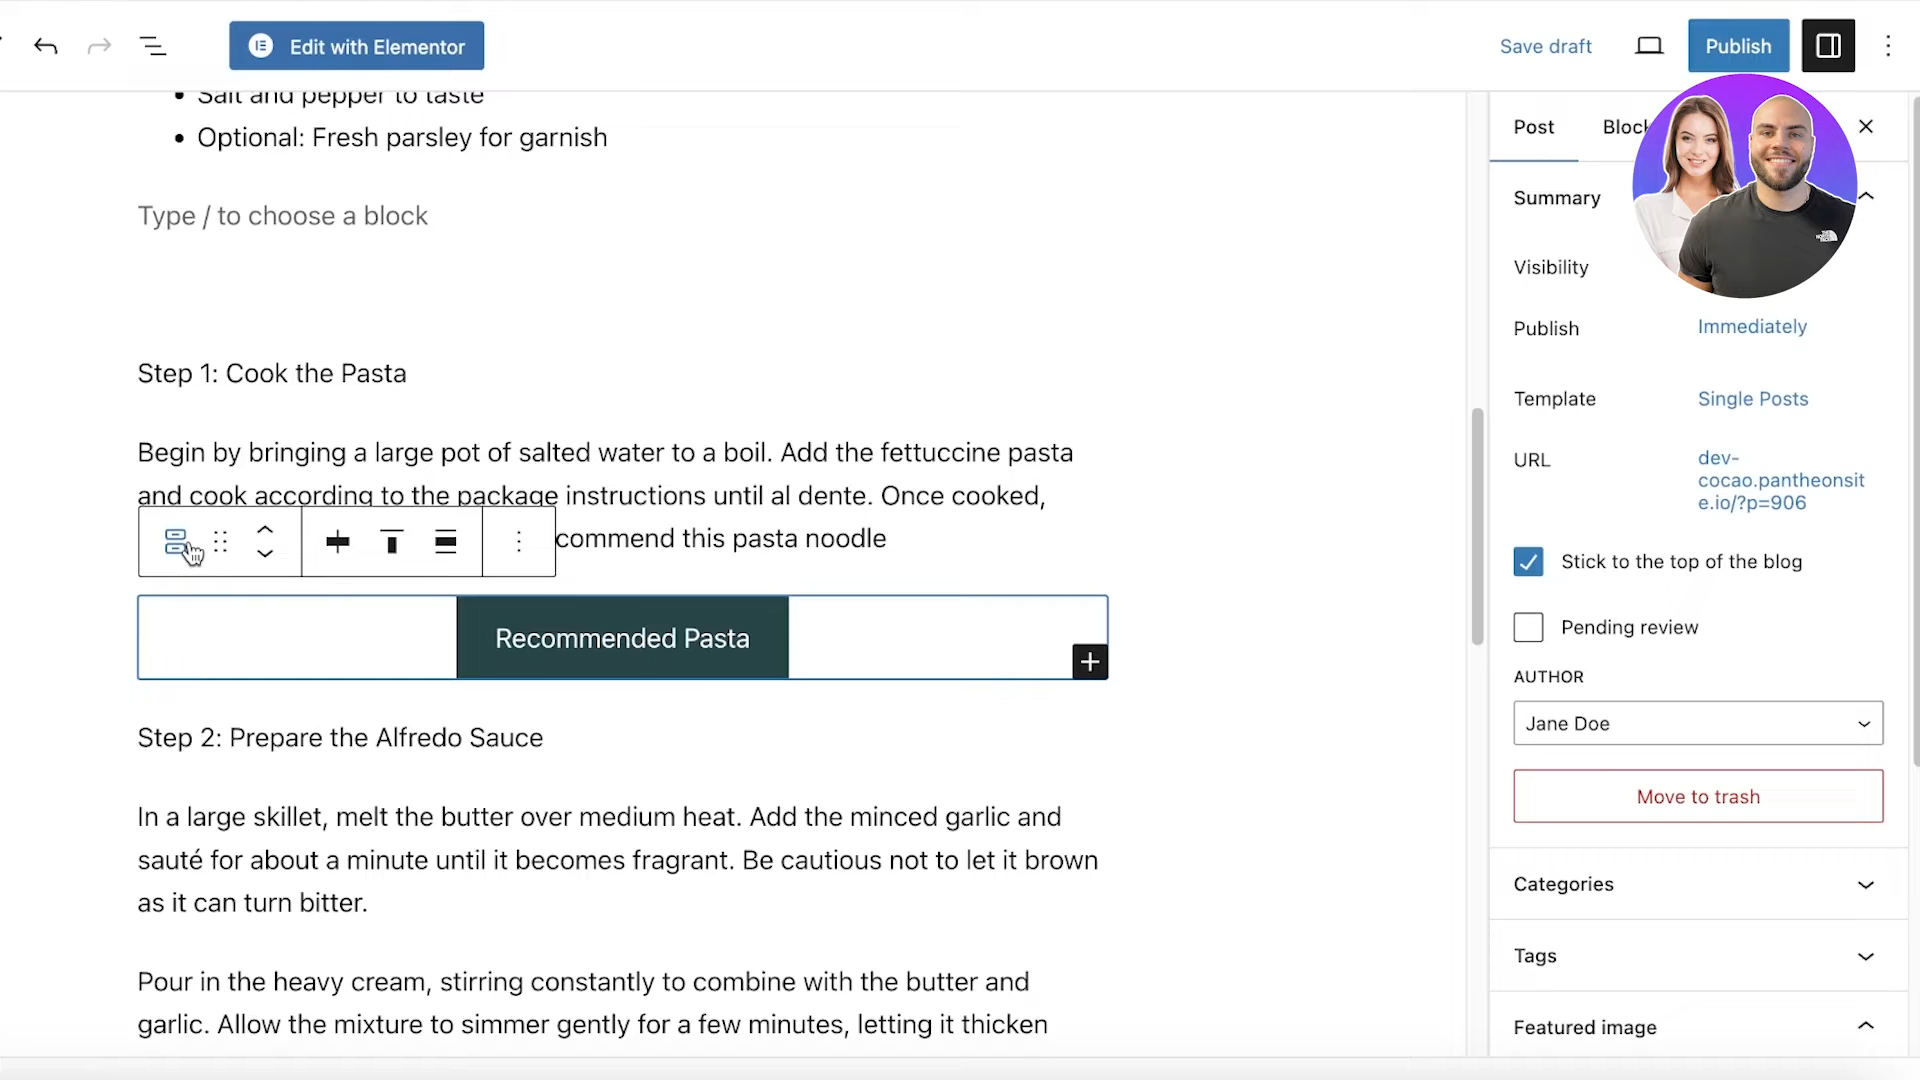 Edit with Elementor
Save draft
Publish
Salt and pepper to taste
Optional: Fresh parsley for garnish
Type / to choose a block
Step 1: Cook the Pasta
Begin by bringing a large pot of salted water to a boil. Add the fettuccine pasta
and cook according to the package instructions until al dente. Once cooked,
commend this pasta noodle
Recommended Pasta
Step 2: Prepare the Alfredo Sauce
In a large skillet, melt the butter over medium heat. Add the minced garlic and
sauté for about a minute until it becomes fragrant. Be cautious not to let it brown
as it can turn bitter.
Pour in the heavy cream, stirring constantly to combine with the butter and
garlic. Allow the mixture to simmer gently for a few minutes, letting it thicken
Post
Block
Summary
Visibility
Publish
Immediately
Template
Single Posts
URL
dev-
cocao.pantheonsit
e.io/?p=906
Stick to the top of the blog
Pending review
AUTHOR
Jane Doe
Move to trash
Categories
Tags
Featured image